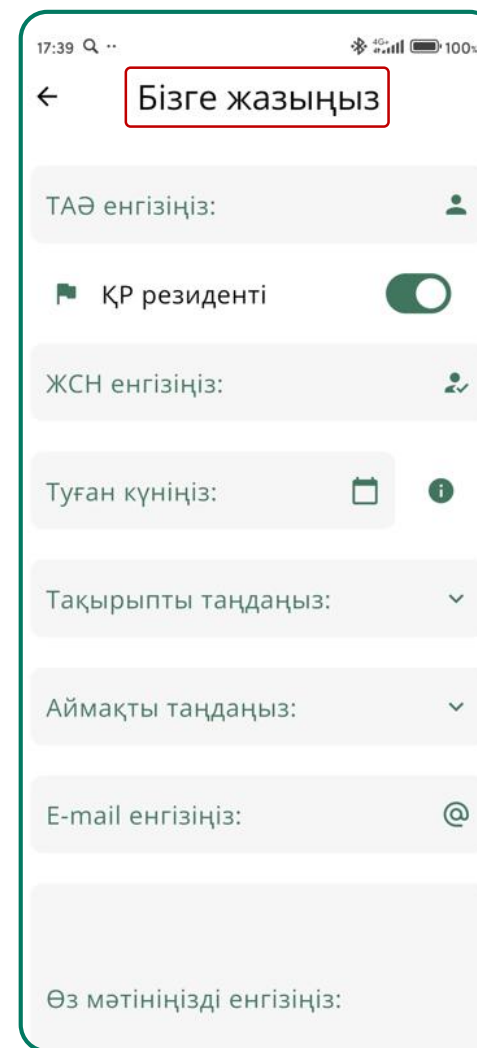 17:39
4G+ 100%
Бізге жазыңыз
ТАӘ енгізіңіз:
ҚР резиденті
ЖСН енгізіңіз:
Туған күніңіз:
Тақырыпты таңдаңыз:
Аймақты таңдаңыз:
E-mail енгізіңіз:
Өз мәтініңізді енгізіңіз: